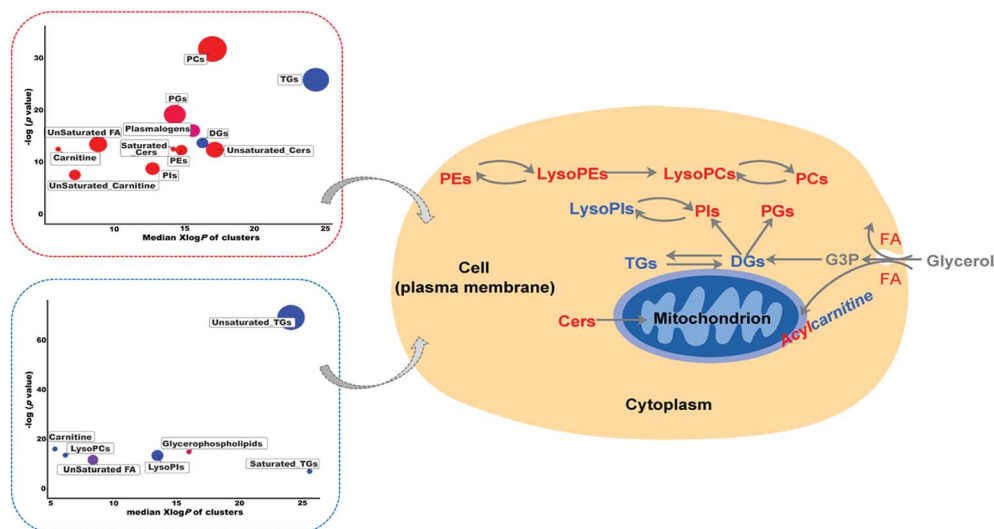 -log (p value)
30
20
10
0
PCs
TGs
PGs
UnSaturated FA
Plasmalogens
DGs
Saturated_
Cers
Unsaturated_Cers
Carnitine
PEs
PIs
UnSaturated_Carnitine
10
15
20
25
Median XlogP of clusters
-log (p value)
60
40
20
0
Unsaturated_TGs
Carnitine
LysoPCs
Glycerophospholipids
UnSaturated FA
LysoPIs
Saturated_TGs
5
10
15
20
25
median XlogP of clusters
PEs
LysoPEs
LysoPCs
PCs
LysoPIs
PIs
PGs
FA
Cell
(plasma membrane)
TGs
DGs
G3P
Glycerol
FA
Cers
Mitochondrion
Acylcarnitine
Cytoplasm